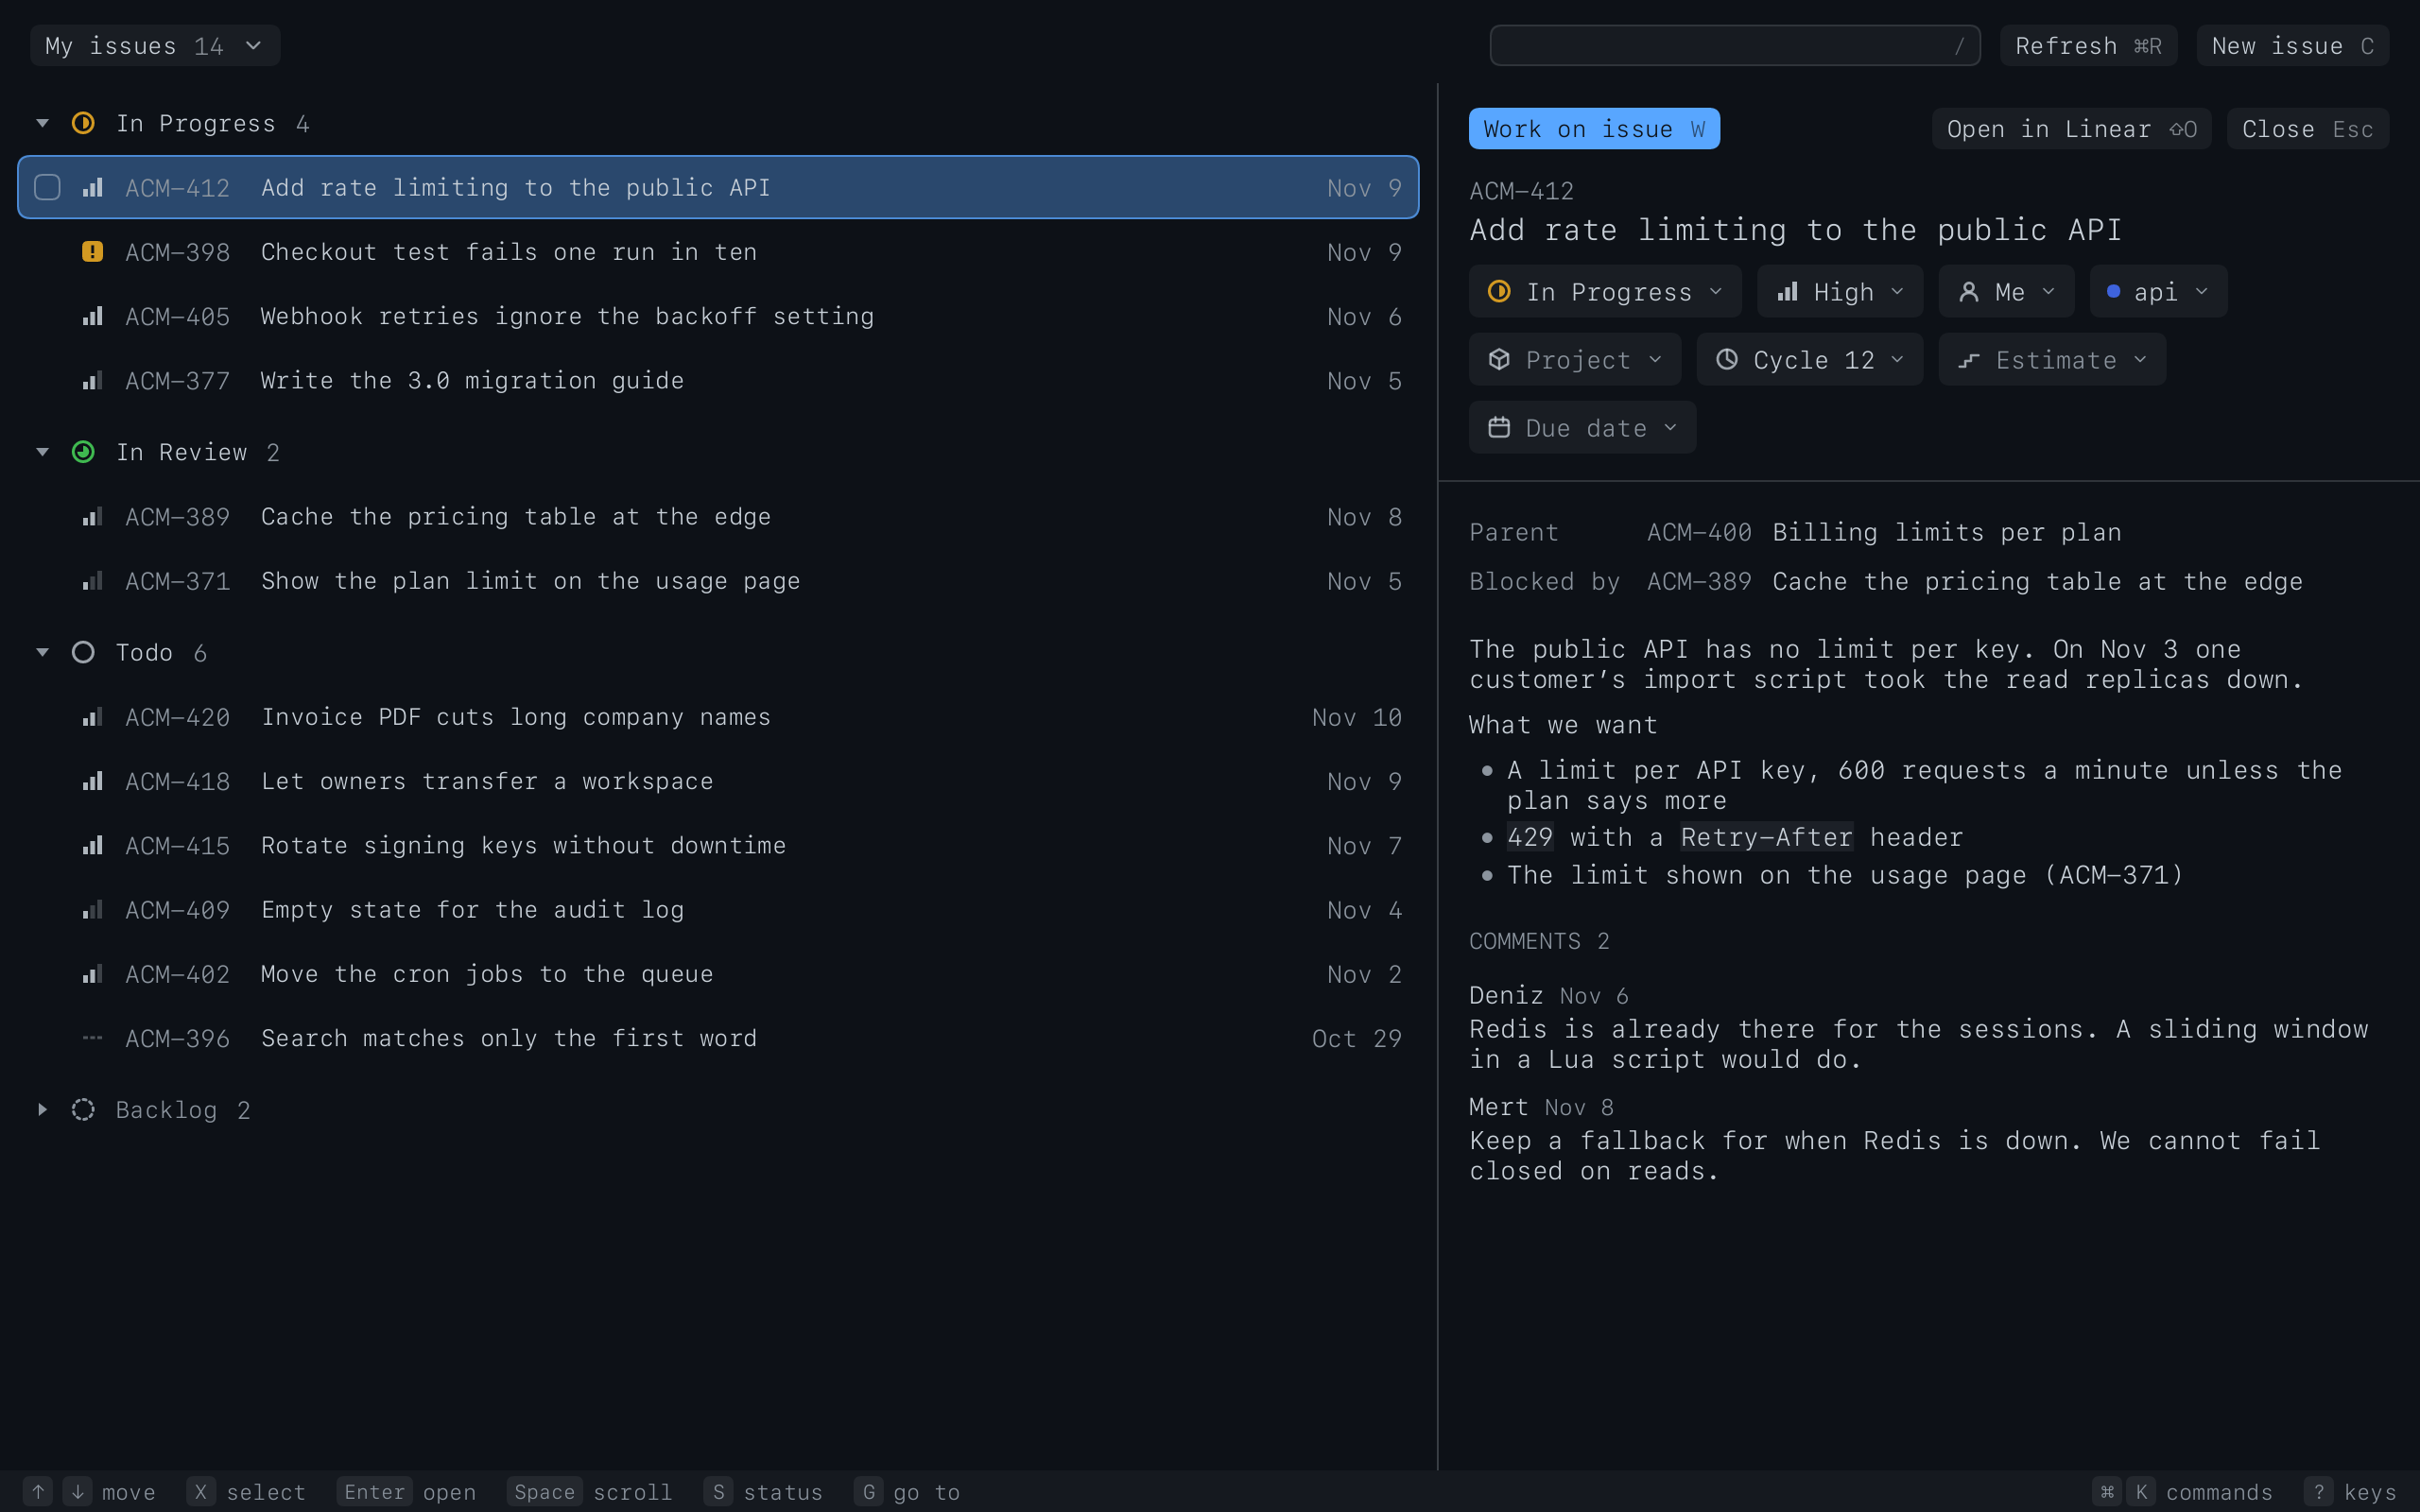 My issues 14
/
Refresh ⌘R
New issue C
In Progress 4
ACM-412 Add rate limiting to the public API Nov 9
ACM-398 Checkout test fails one run in ten Nov 9
ACM-405 Webhook retries ignore the backoff setting Nov 6
ACM-377 Write the 3.0 migration guide Nov 5
In Review 2
ACM-389 Cache the pricing table at the edge Nov 8
ACM-371 Show the plan limit on the usage page Nov 5
Todo 6
ACM-420 Invoice PDF cuts long company names Nov 10
ACM-418 Let owners transfer a workspace Nov 9
ACM-415 Rotate signing keys without downtime Nov 7
ACM-409 Empty state for the audit log Nov 4
ACM-402 Move the cron jobs to the queue Nov 2
ACM-396 Search matches only the first word Oct 29
Backlog 2
Work on issue W
Open in Linear ⇧O
Close Esc
ACM-412
Add rate limiting to the public API
In Progress
High
Me
api
Project
Cycle 12
Estimate
Due date
Parent ACM-400 Billing limits per plan
Blocked by ACM-389 Cache the pricing table at the edge
The public API has no limit per key. On Nov 3 one
customer’s import script took the read replicas down.
What we want
• A limit per API key, 600 requests a minute unless the
plan says more
• 429 with a Retry-After header
• The limit shown on the usage page (ACM-371)
COMMENTS 2
Deniz Nov 6
Redis is already there for the sessions. A sliding window
in a Lua script would do.
Mert Nov 8
Keep a fallback for when Redis is down. We cannot fail
closed on reads.
↑ ↓ move X select Enter open Space scroll S status G go to
⌘ K commands ? keys